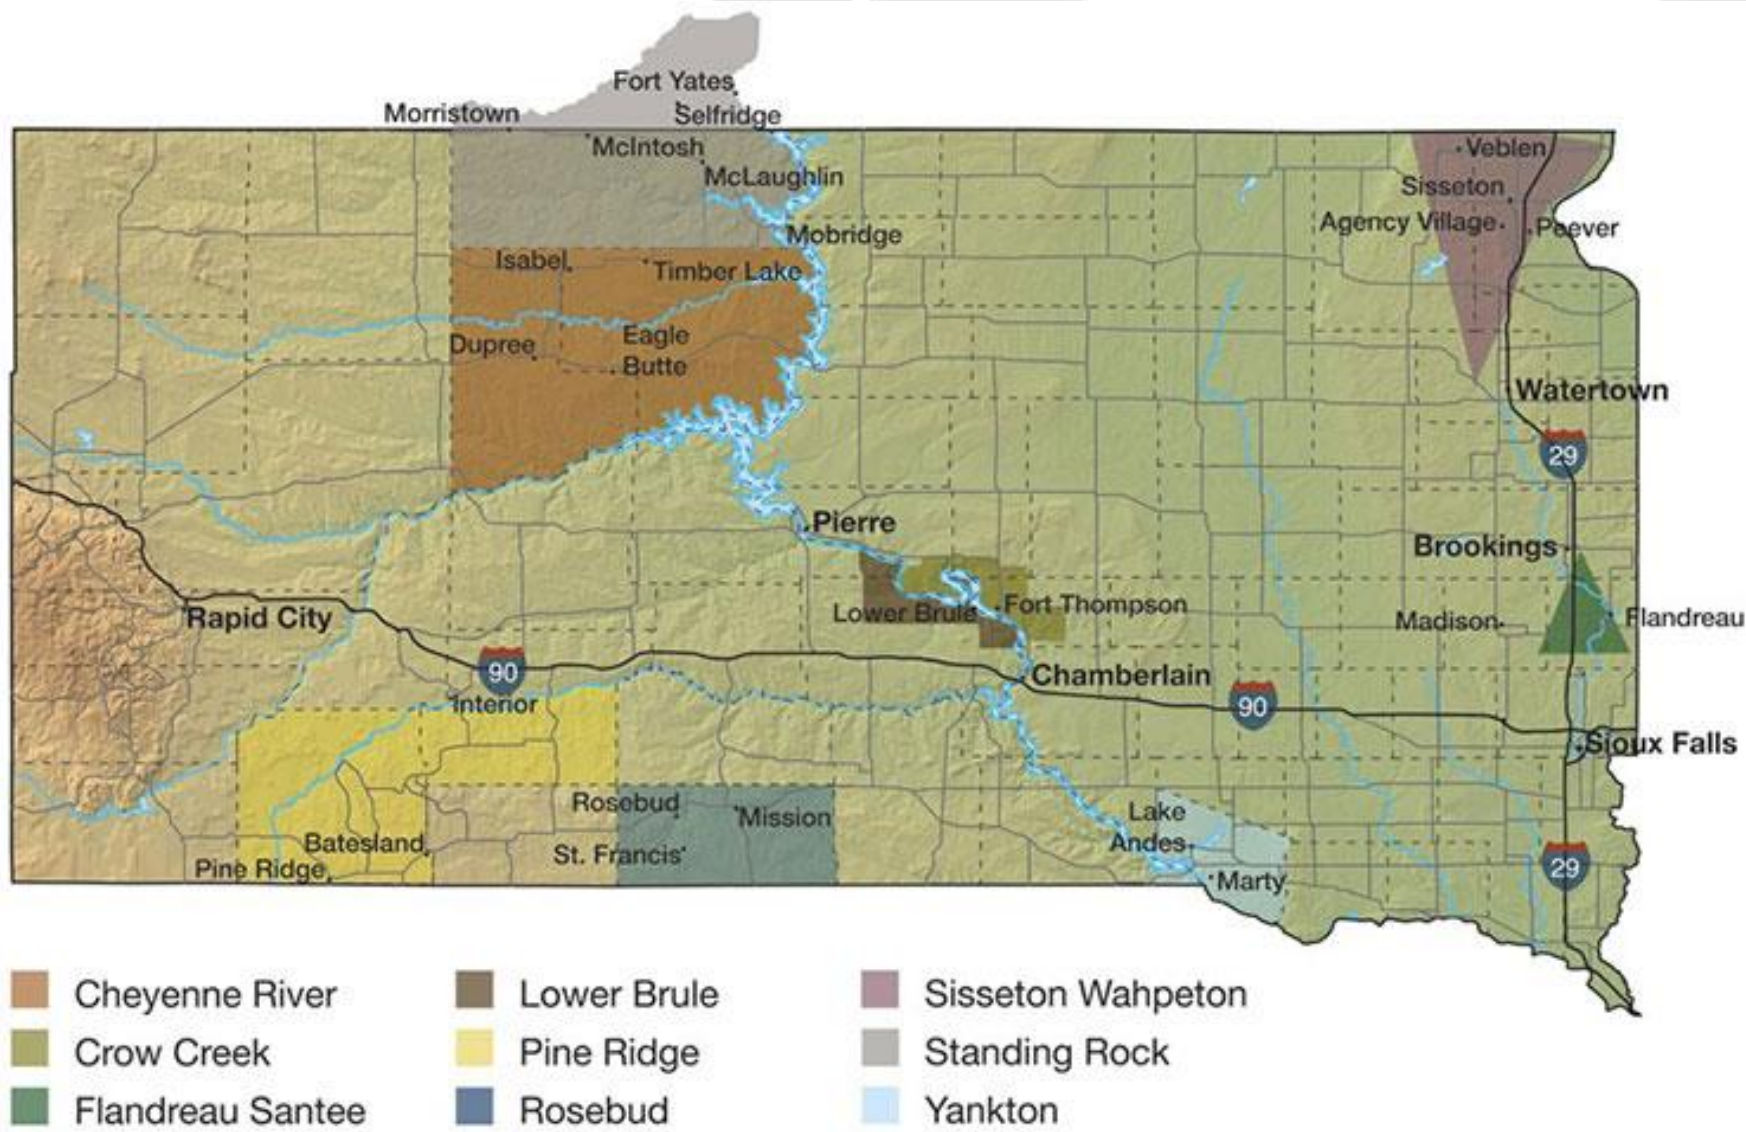 Fort Yates
Morristown
Selfridge
McIntosh
McLaughlin
Veblen
Sisseton
Agency Village
Peever
Mobridge
Isabel
Timber Lake
Dupree
Eagle
Butte
Watertown
29
Pierre
Brookings
Rapid City
Lower Brule
Fort Thompson
Madison
Flandreau
90
Interior
Chamberlain
90
Sioux Falls
Rosebud
Mission
Lake
Andes
Batesland
St. Francis
Pine Ridge
Marty
29
Cheyenne River
Crow Creek
Flandreau Santee
Lower Brule
Pine Ridge
Rosebud
Sisseton Wahpeton
Standing Rock
Yankton